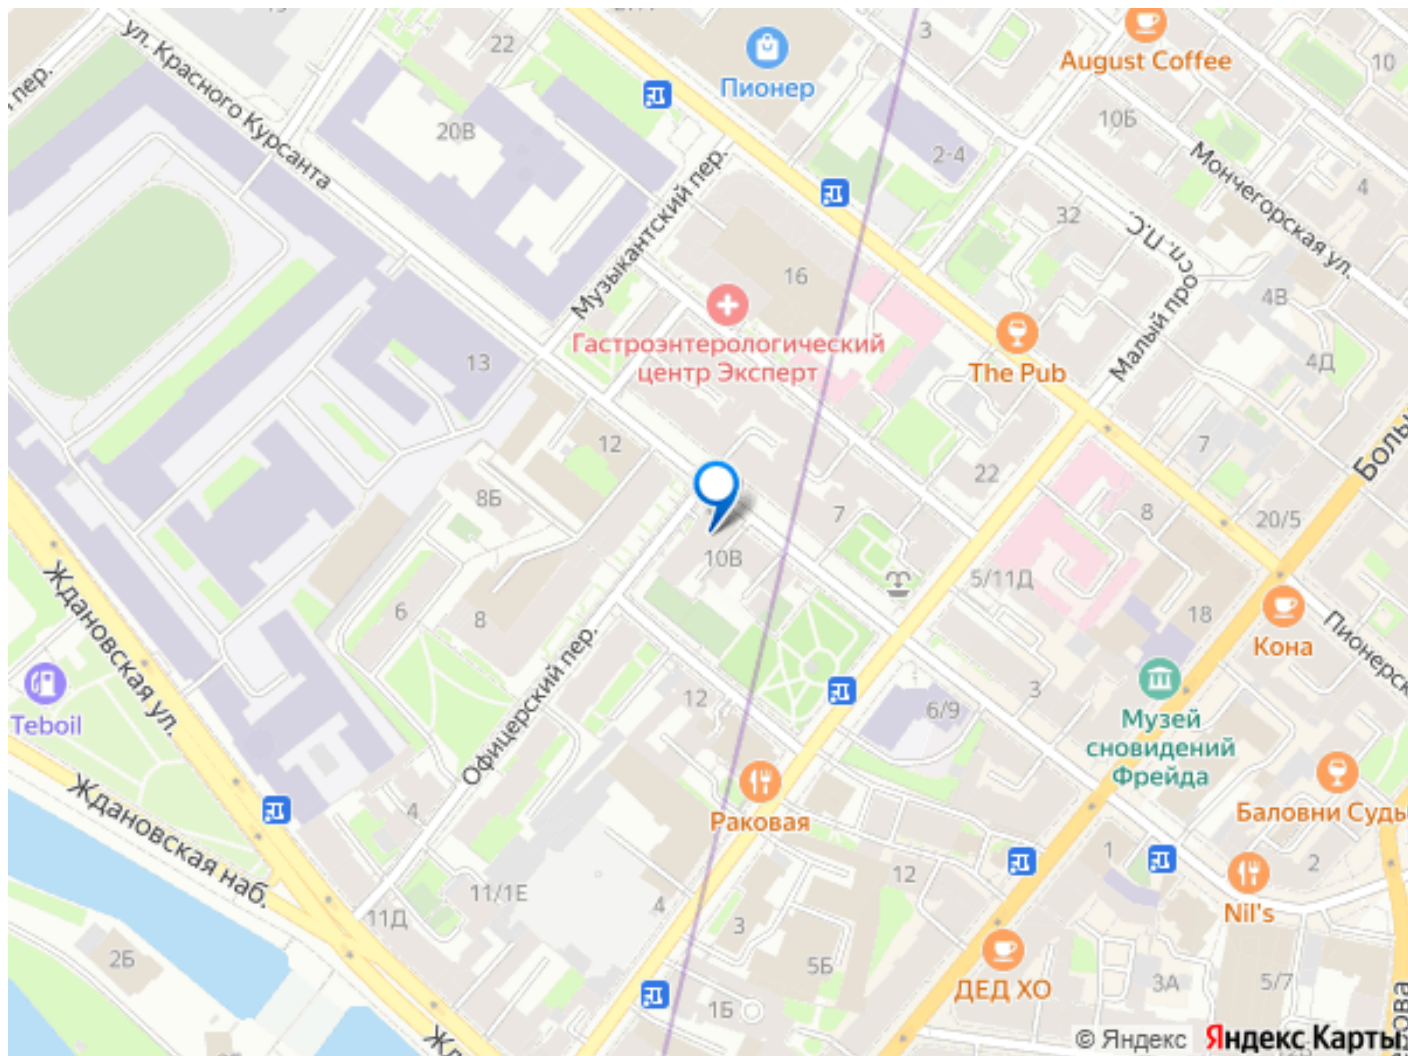 22
3
August Coffee
10
Пионер
20В
10Б
2-4
4
пер.
ул. Красного Курсанта
Музыкантский пер.
Мончегорская ул.
32
Малый просп. П.С.
16
4В
4Д
Гастроэнтерологический
центр Эксперт
The Pub
13
12
7
22
8Б
7
8
20/5
10В
5/11Д
18
6
8
Кона
Ждановская ул.
Офицерский пер.
Teboil
12
6/9
3
Музей
сновидений
Фрейда
Ждановская наб.
4
Раковая
Баловни Судь
1
2
12
11/1Е
11Д
4
3
Nil's
2Б
5Б
ДЕД ХО
3А
5/7
1Б
© Яндекс
Яндекс Карты